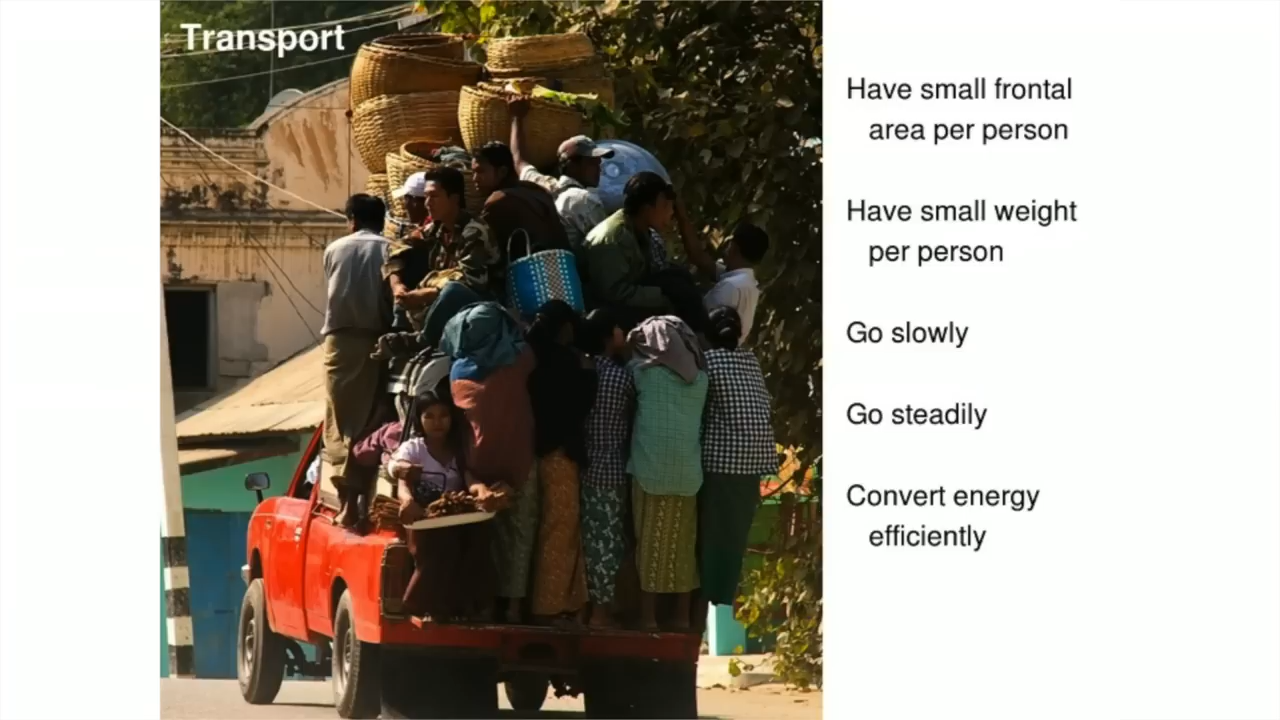 Transport
Have small frontal
area per person
Have small weight
per person
Go slowly
Go steadily
Convert energy
efficiently